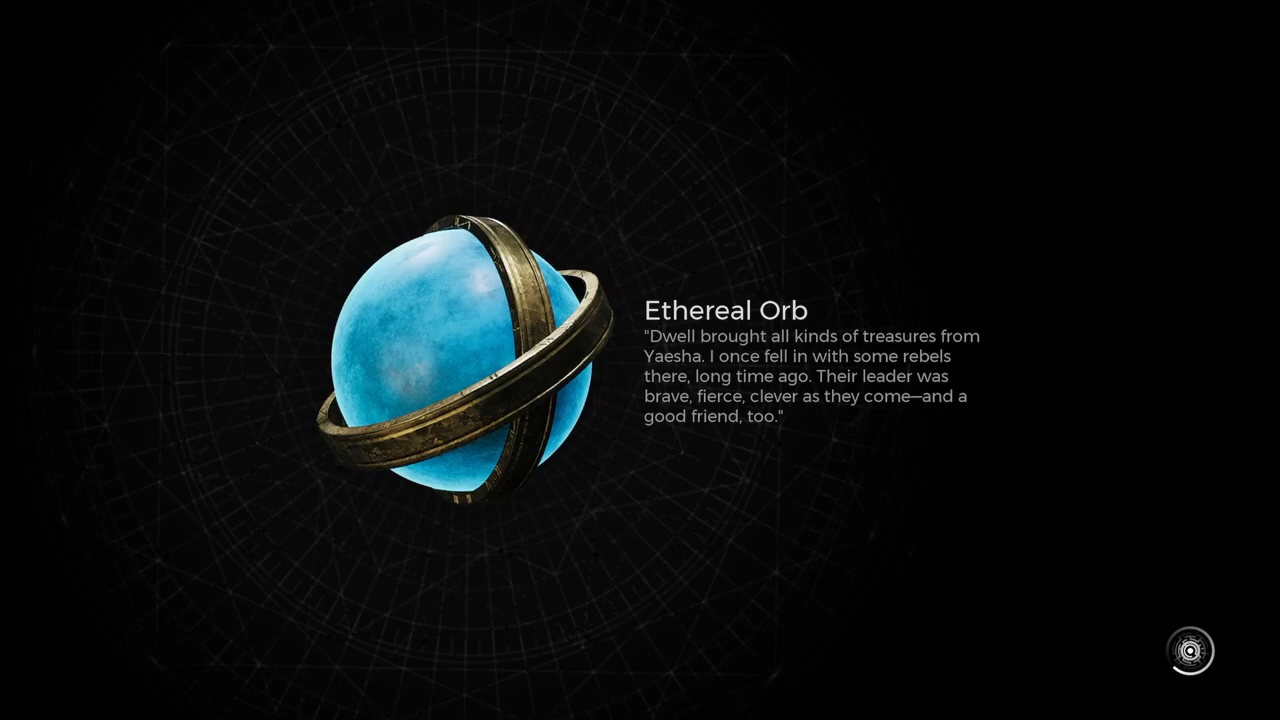 Ethereal Orb
"Dwell brought all kinds of treasures from
Yaesha. I once fell in with some rebels
there, long time ago. Their leader was
brave, fierce, clever as they come—and a
good friend, too."